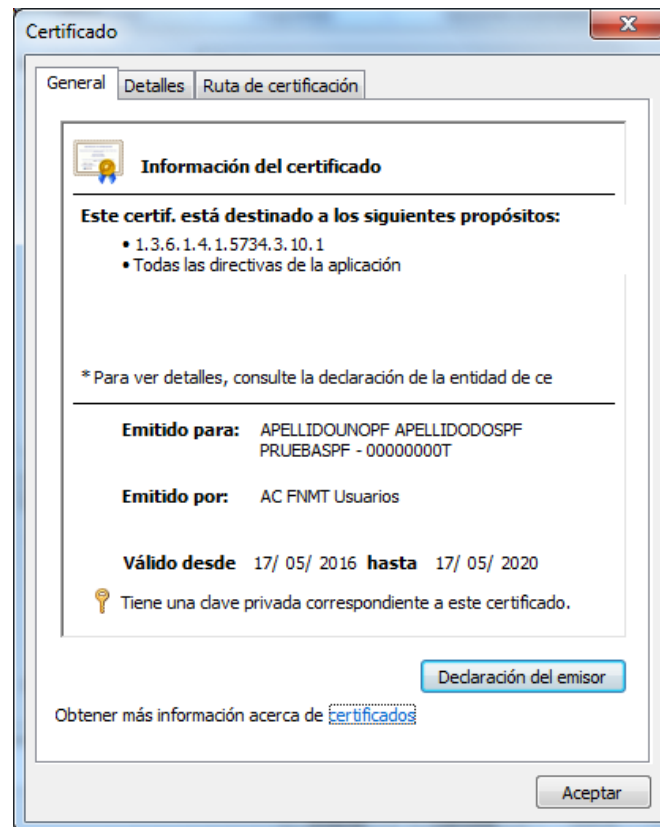 Certificado
General Detalles Ruta de certificación
Información del certificado
Este certif. está destinado a los siguientes propósitos:
• 1.3.6.1.4.1.5734.3.10.1
• Todas las directivas de la aplicación
* Para ver detalles, consulte la declaración de la entidad de ce
Emitido para: APELLIDOUNOPF APELLIDODOSPF
PRUEBASPF - 00000000T
Emitido por: AC FNMT Usuarios
Válido desde 17/ 05/ 2016 hasta 17/ 05/ 2020
Tiene una clave privada correspondiente a este certificado.
Declaración del emisor
Obtener más información acerca de certificados
Aceptar